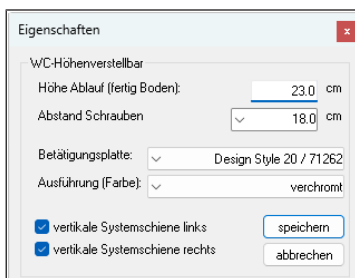 Eigenschaften
x
WC-Höhenverstellbar
Höhe Ablauf (fertig Boden): 23.0 cm
Abstand Schrauben 18.0 cm
Betätigungsplatte: Design Style 20 / 71262
Ausführung (Farbe): verchromt
vertikale Systemschiene links speichern
vertikale Systemschiene rechts abbrechen